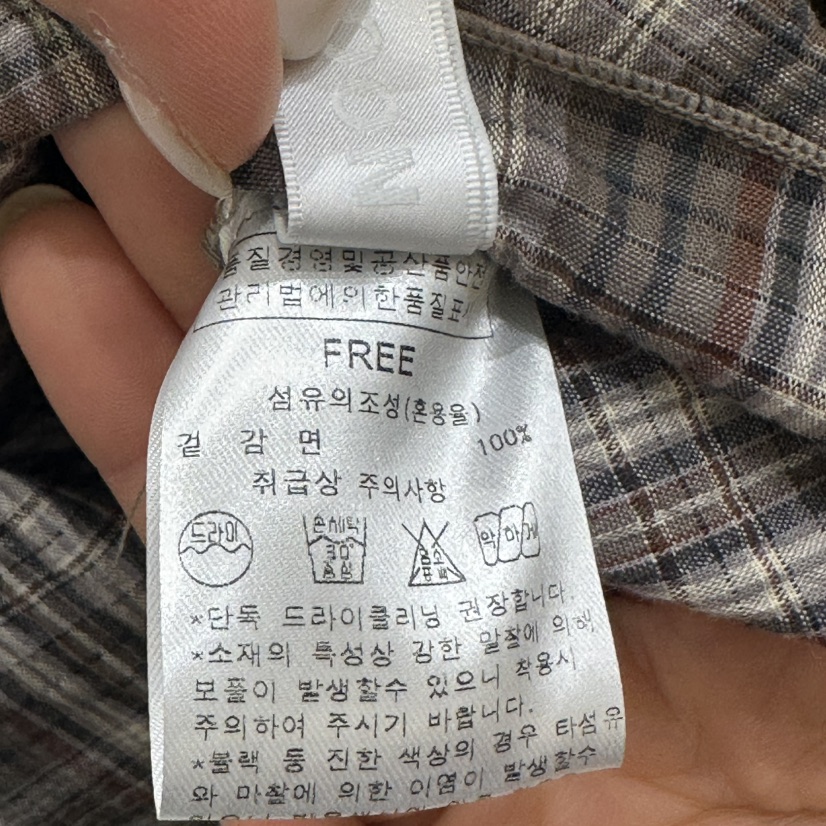 품질경영및공산품안전
관리법에의한품질표
FREE
섬유의조성(혼용율)
겉 감 면 100%
취급상 주의사항
드라이
손세탁 30° 중성
염소 표백
약하게
*단독 드라이클리닝 권장합니다.
*소재의 특성상 강한 말찰에 의해
보풀이 발생할수 있으니 착용시
주의하여 주시기 바랍니다.
*블랙 등 진한 색상의 경우 타섬유
와 마찰에 의한 이염이 발생할수